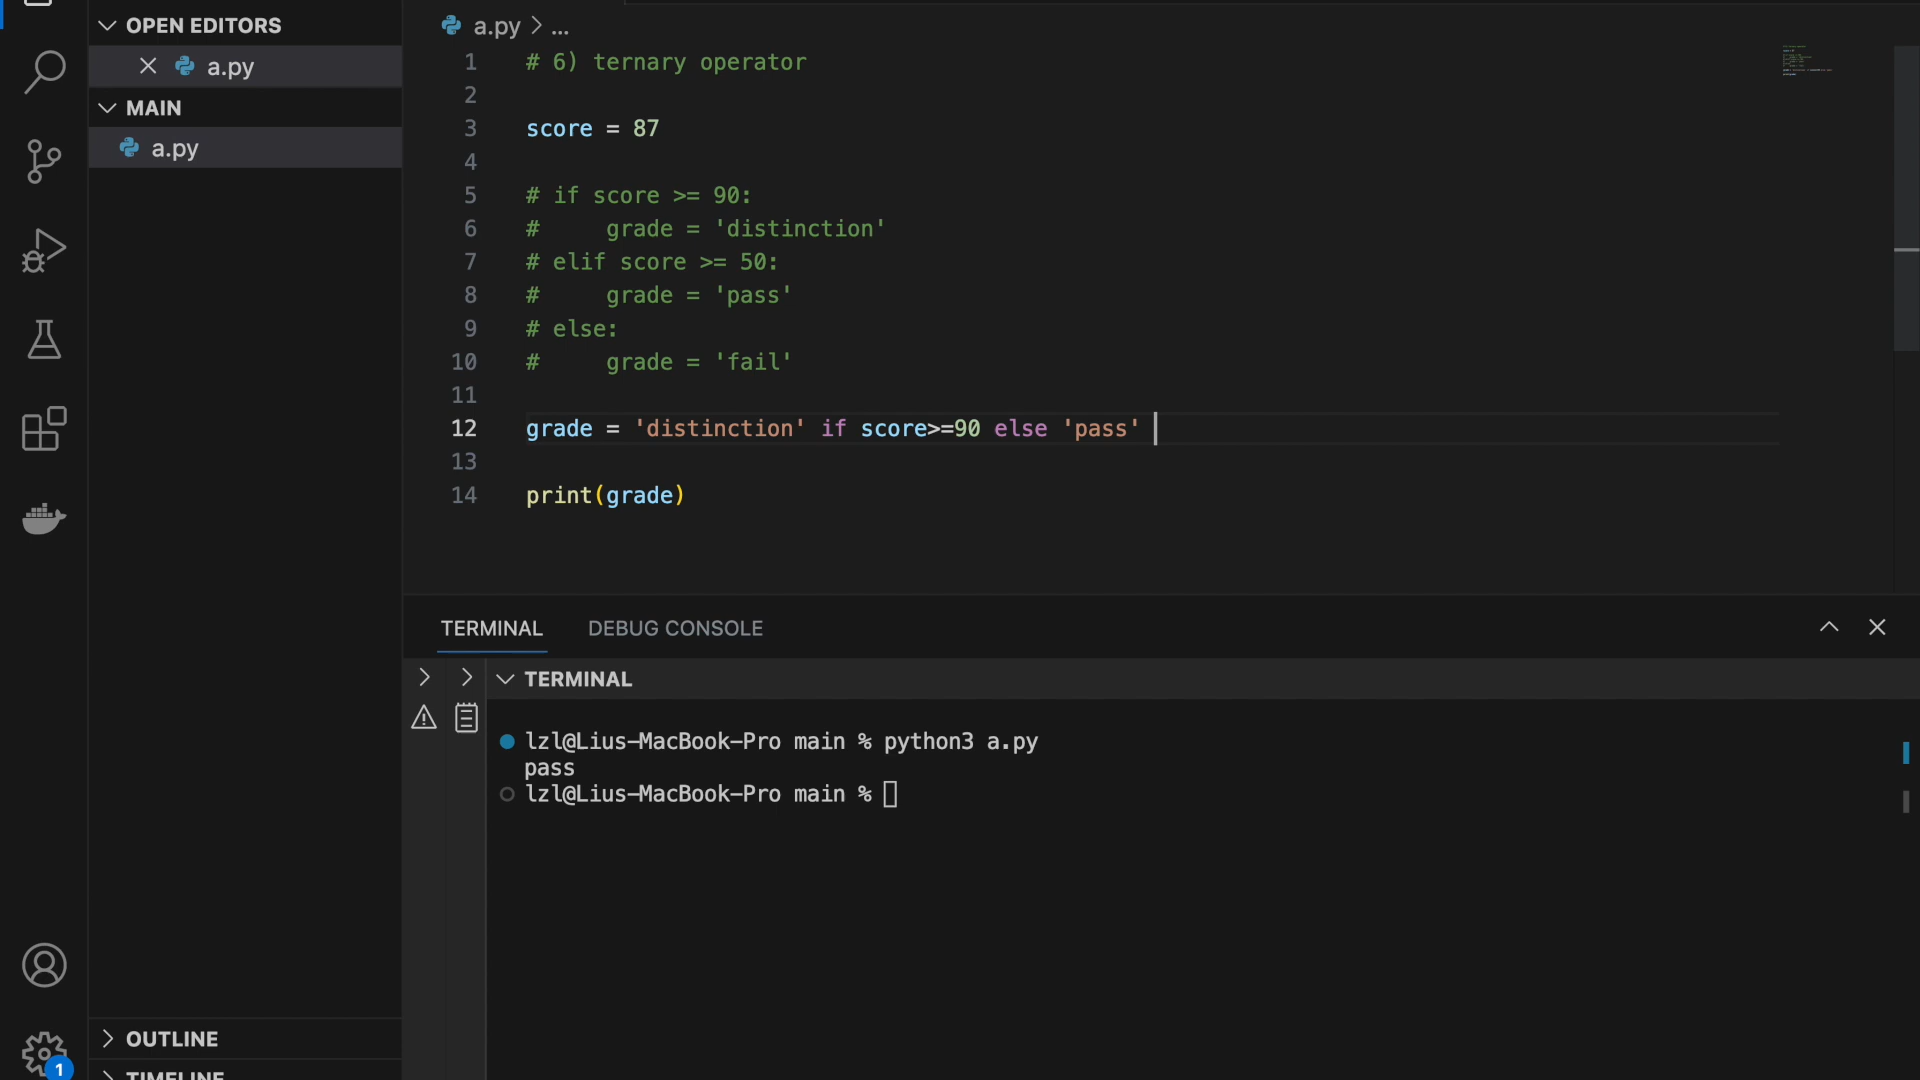 OPEN EDITORS
a.py
MAIN
a.py
OUTLINE
TIMELINE
1
a.py > ...
1 # 6) ternary operator
2
3 score = 87
4
5 # if score >= 90:
6 #     grade = 'distinction'
7 # elif score >= 50:
8 #     grade = 'pass'
9 # else:
10 #     grade = 'fail'
11
12 grade = 'distinction' if score>=90 else 'pass'
13
14 print(grade)
TERMINAL DEBUG CONSOLE
TERMINAL
lzl@Lius-MacBook-Pro main % python3 a.py
pass
lzl@Lius-MacBook-Pro main %